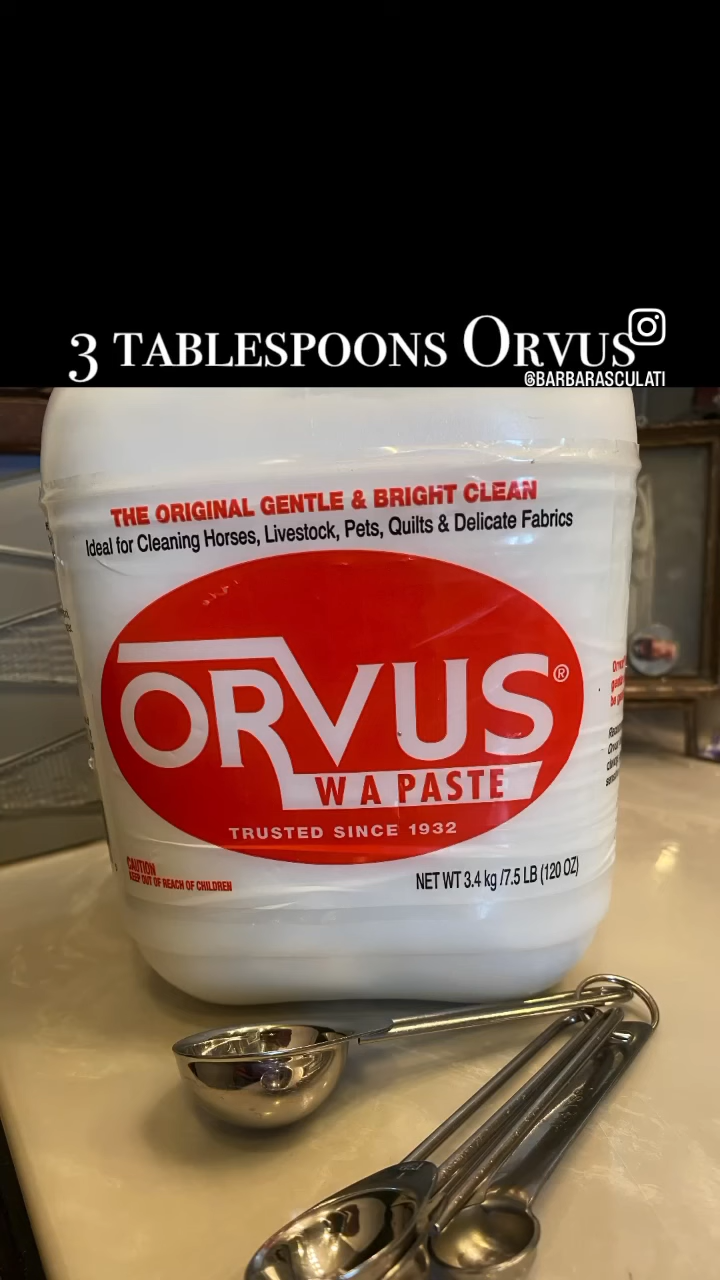 3 TABLESPOONS ORVUS
@BARBARASCULATI
THE ORIGINAL GENTLE & BRIGHT CLEAN
Ideal for Cleaning Horses, Livestock, Pets, Quilts & Delicate Fabrics
ORVUS®
W A PASTE
TRUSTED SINCE 1932
CAUTION
KEEP OUT OF REACH OF CHILDREN
NET WT 3.4 kg /7.5 LB (120 OZ)